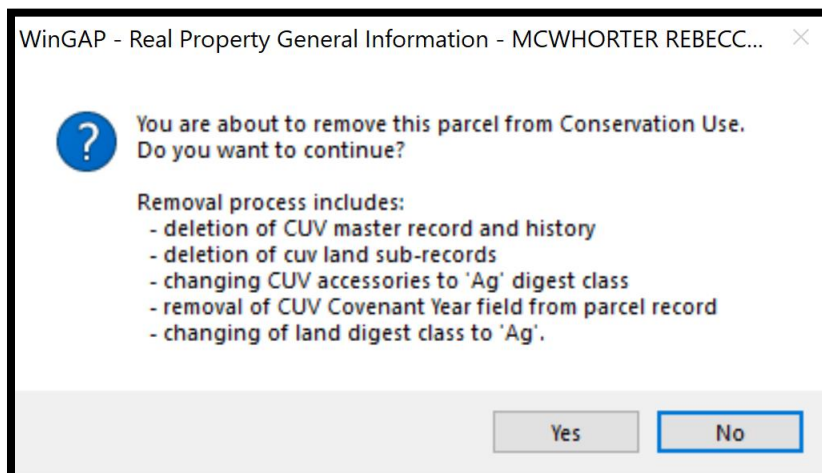 WinGAP - Real Property General Information - MCWHORTER REBECC...
You are about to remove this parcel from Conservation Use.
Do you want to continue?
Removal process includes:
- deletion of CUV master record and history
- deletion of cuv land sub-records
- changing CUV accessories to 'Ag' digest class
- removal of CUV Covenant Year field from parcel record
- changing of land digest class to 'Ag'.
Yes No